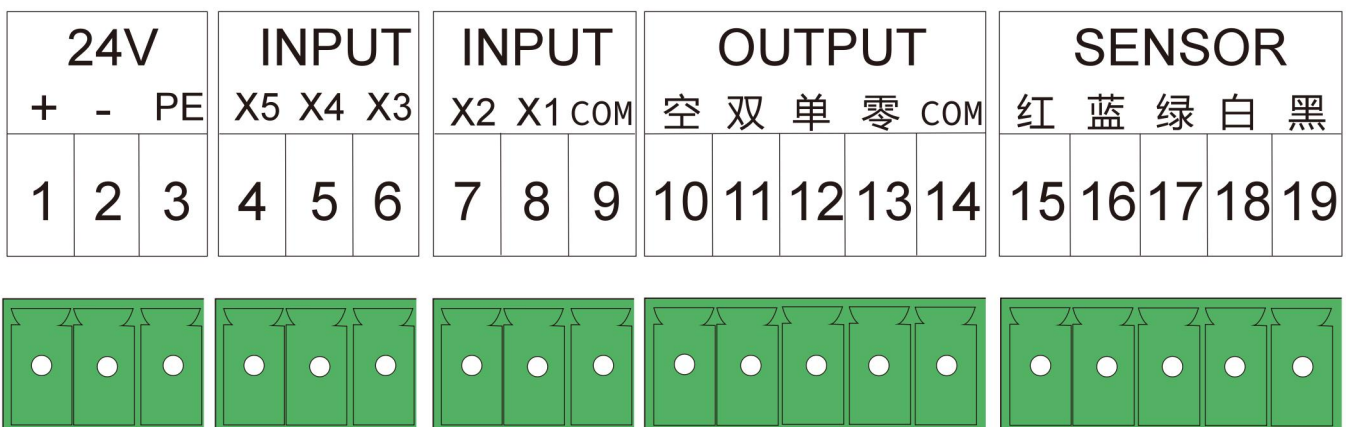 24V INPUT INPUT OUTPUT SENSOR
+ - PE X5 X4 X3 X2 X1 COM 空 双 单 零 COM 红 蓝 绿 白 黑
1 2 3 4 5 6 7 8 9 10 11 12 13 14 15 16 17 18 19